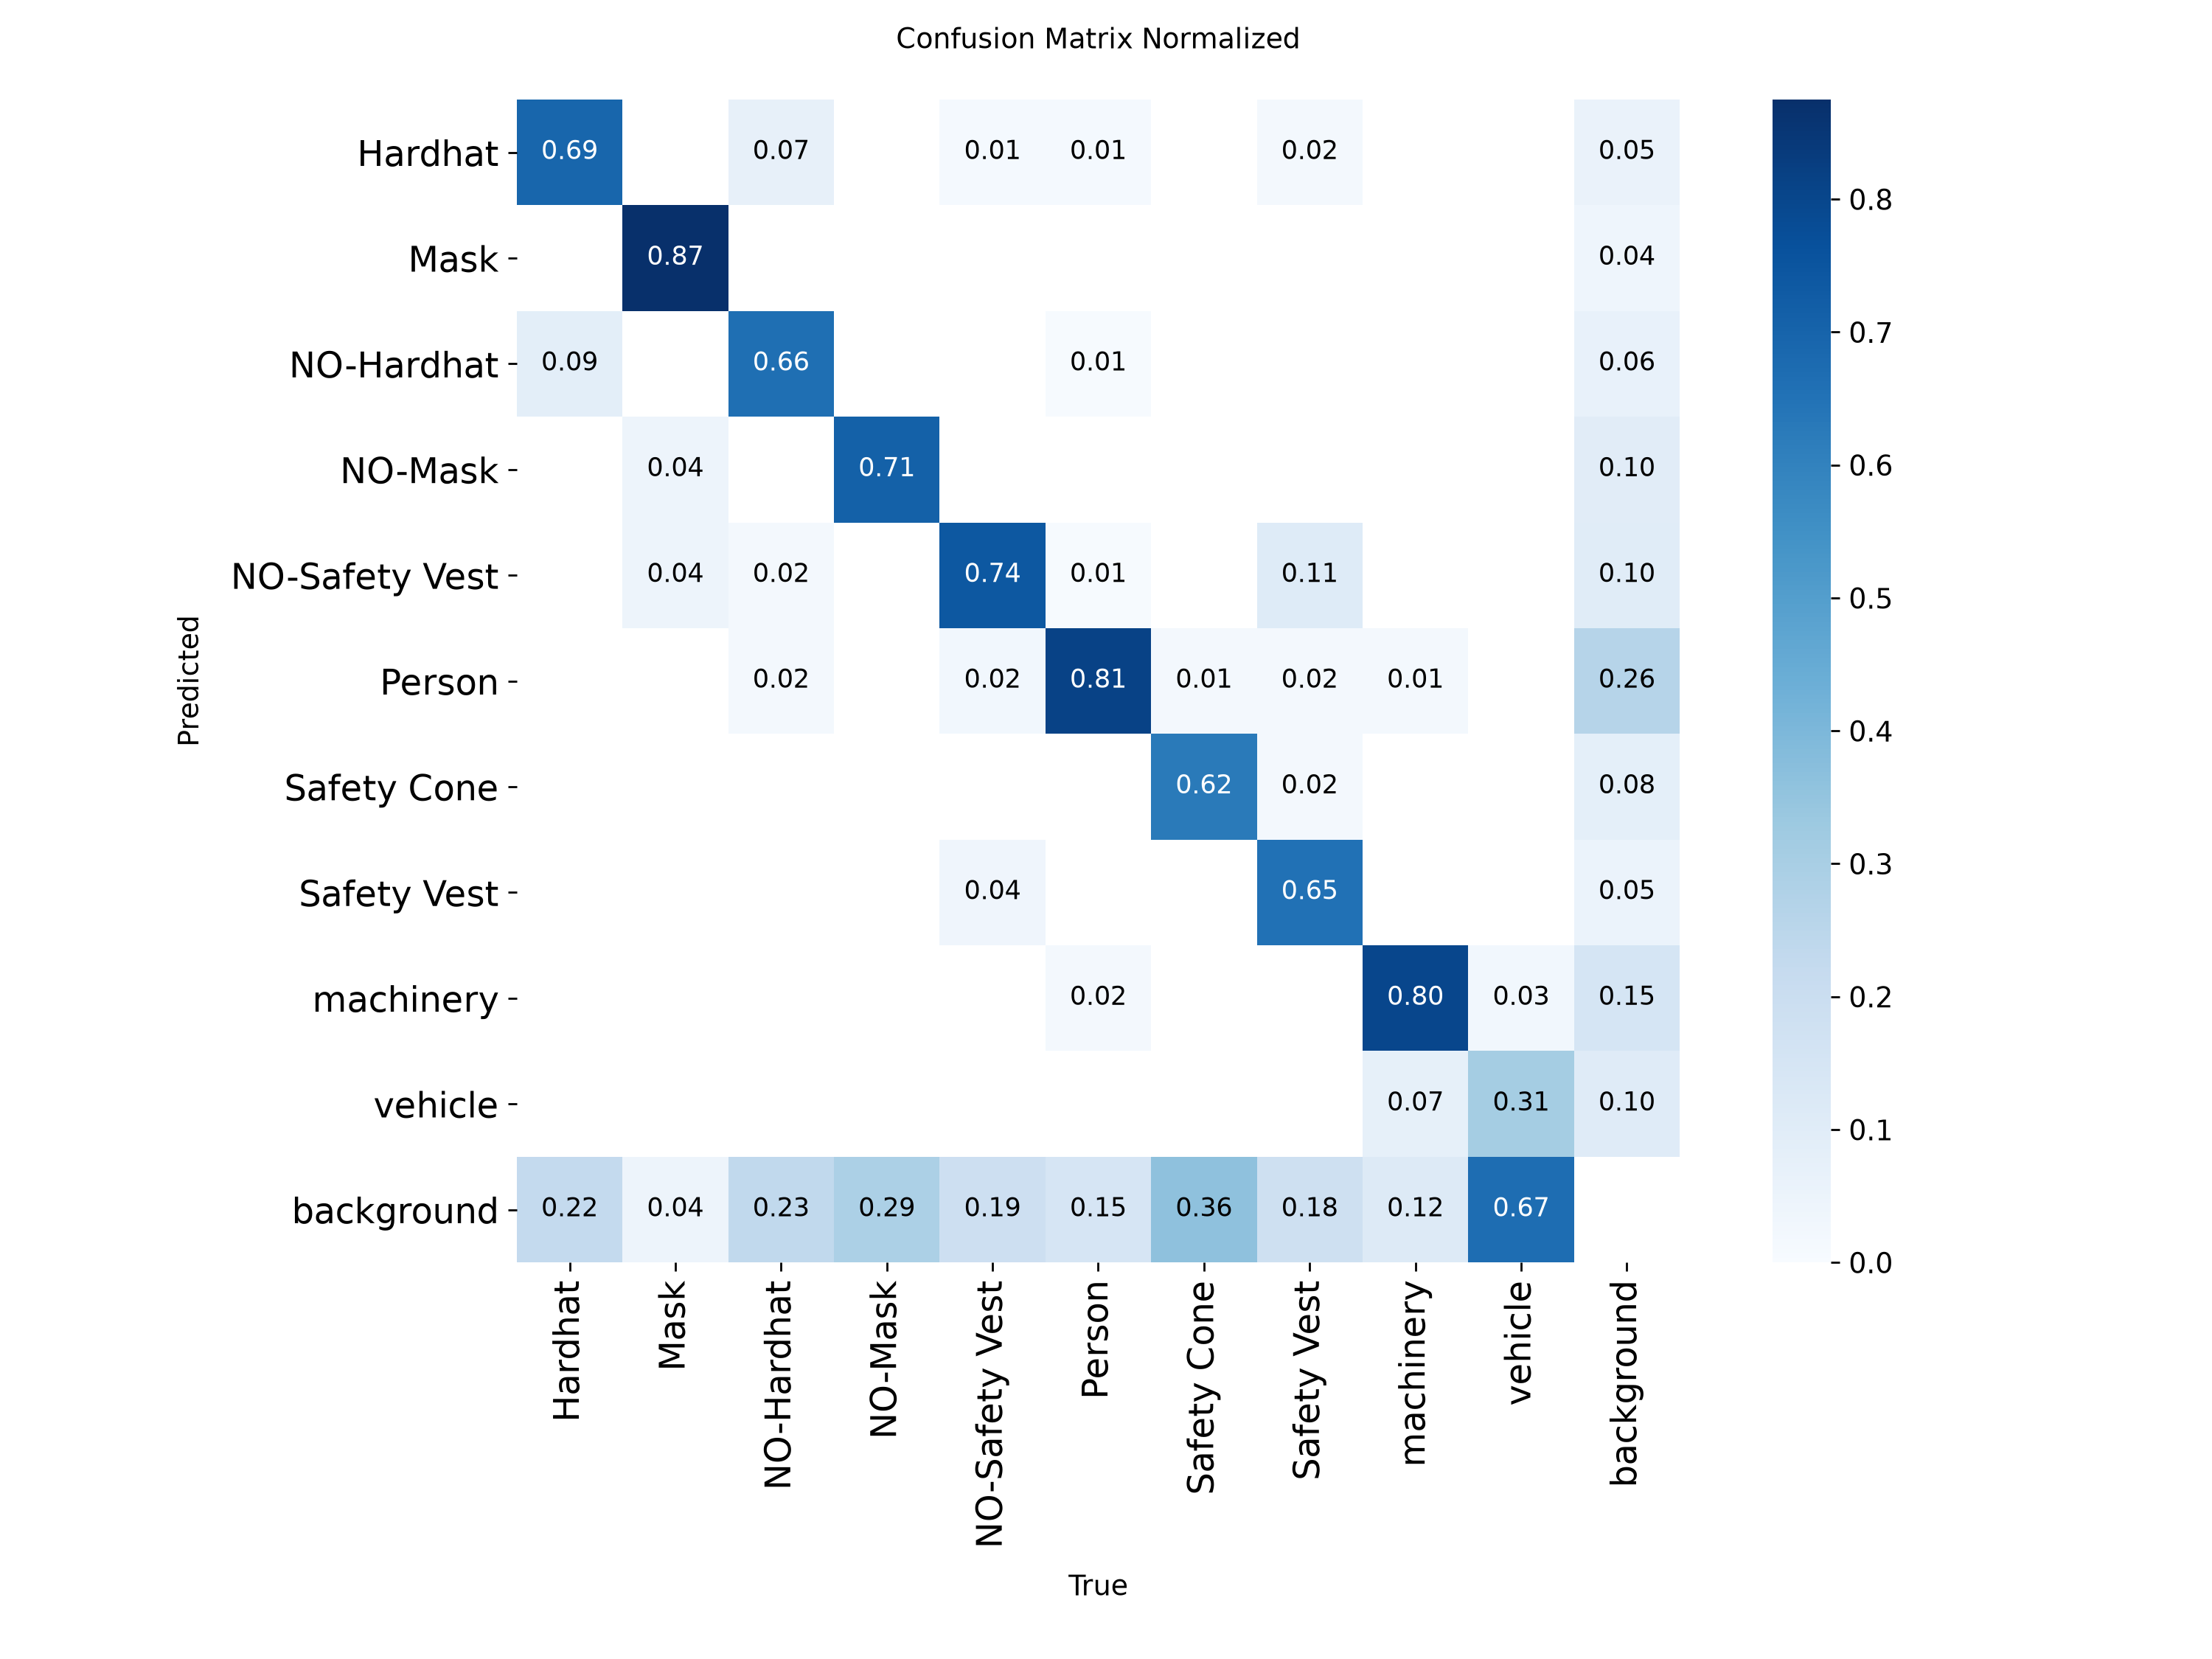 Confusion Matrix Normalized
Hardhat 0.69 0.07 0.01 0.01 0.02 0.05
Mask 0.87 0.04
NO-Hardhat 0.09 0.66 0.01 0.06
NO-Mask 0.04 0.71 0.10
NO-Safety Vest 0.04 0.02 0.74 0.01 0.11 0.10
Person 0.02 0.02 0.81 0.01 0.02 0.01 0.26
Safety Cone 0.62 0.02 0.08
Safety Vest 0.04 0.65 0.05
machinery 0.02 0.80 0.03 0.15
vehicle 0.07 0.31 0.10
background 0.22 0.04 0.23 0.29 0.19 0.15 0.36 0.18 0.12 0.67
Predicted
Hardhat
Mask
NO-Hardhat
NO-Mask
NO-Safety Vest
Person
Safety Cone
Safety Vest
machinery
vehicle
background
True
0.8
0.7
0.6
0.5
0.4
0.3
0.2
0.1
0.0